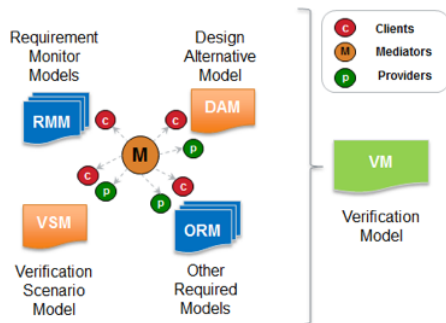 Requirement
Monitor
Models
RMM
Design
Alternative
Model
DAM
C
C
P
M
C
P
C
P
VSM
ORM
Verification
Scenario
Model
Other
Required
Models
C Clients
M Mediators
P Providers
VM
Verification
Model